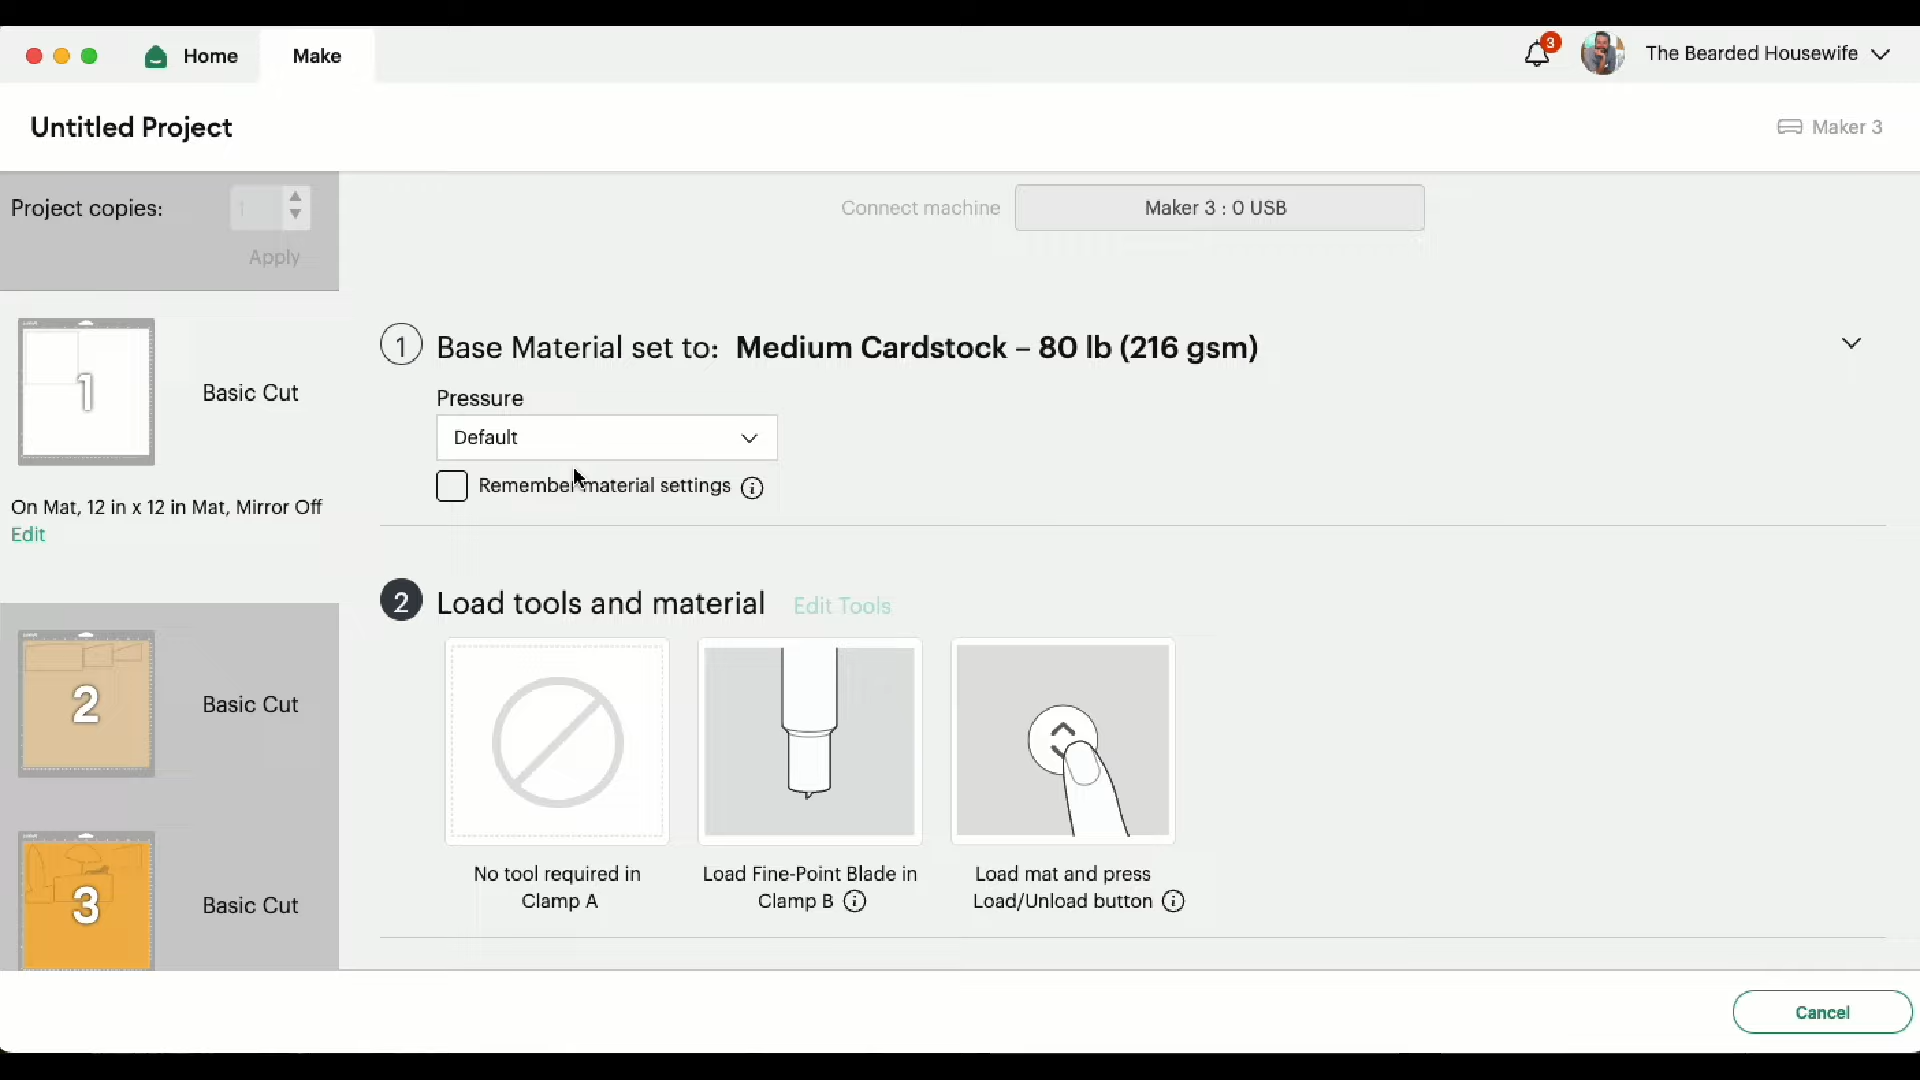 Home
Make
3
The Bearded Housewife
Untitled Project
Maker 3
Project copies:
1
Apply
Connect machine
Maker 3 : 0 USB
1
Basic Cut
On Mat, 12 in x 12 in Mat, Mirror Off
Edit
2
Basic Cut
3
Basic Cut
1 Base Material set to: Medium Cardstock – 80 lb (216 gsm)
Pressure
Default
Remember material settings
2 Load tools and material Edit Tools
No tool required in
Clamp A
Load Fine-Point Blade in
Clamp B
Load mat and press
Load/Unload button
Cancel